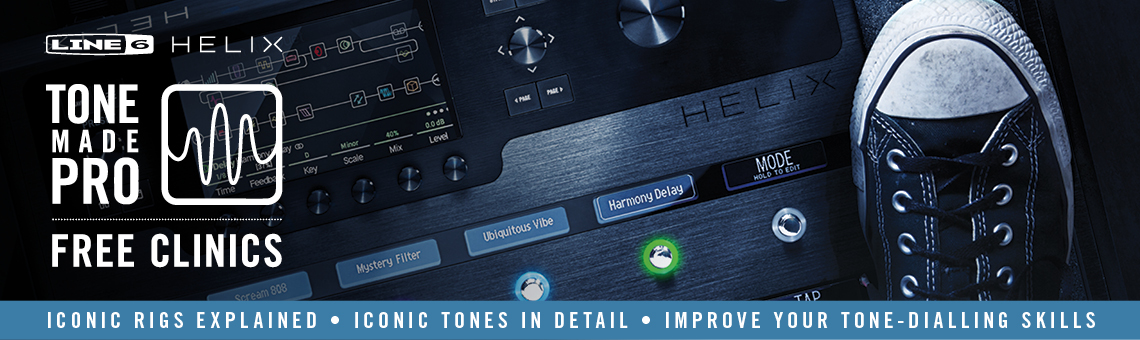 LINE 6 HELIX
TONE
MADE
PRO
FREE CLINICS
HELIX
PAGE PAGE
Minor 40% 0.0 dB
Time Feedback Key Scale Mix Level
HELIX
MODE
HOLD TO EDIT
Harmony Delay
Ubiquitous Vibe
Mystery Filter
Scream 808
TAP
ICONIC RIGS EXPLAINED • ICONIC TONES IN DETAIL • IMPROVE YOUR TONE-DIALLING SKILLS